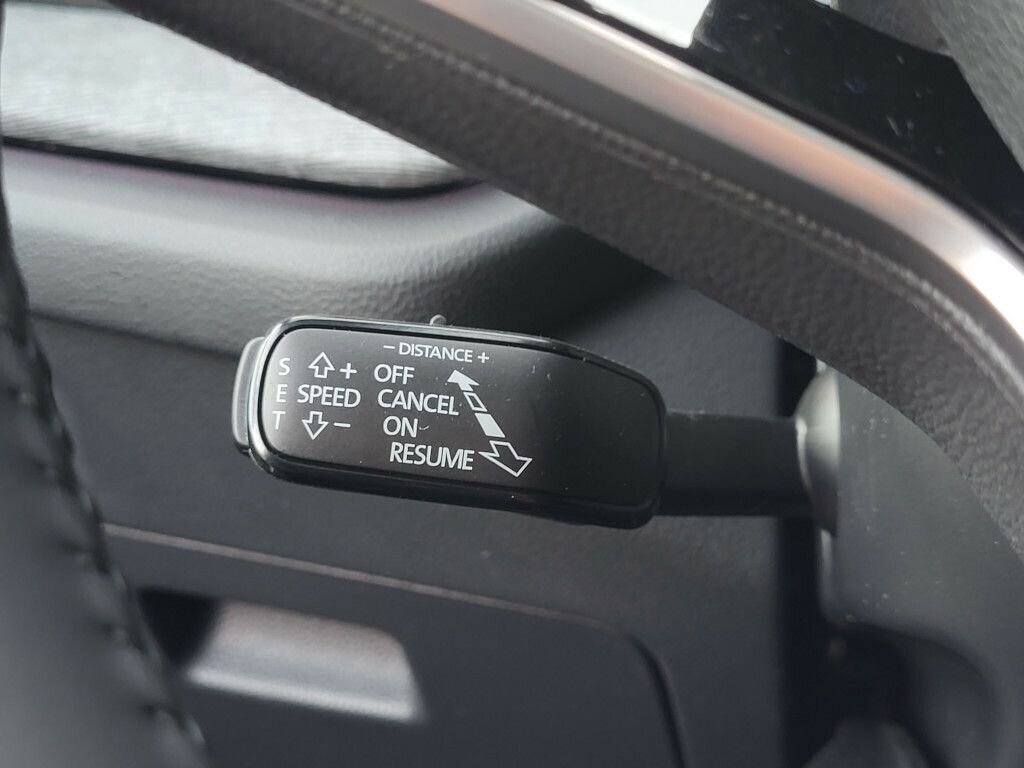 − DISTANCE +
S + OFF
E SPEED CANCEL
T − ON
RESUME